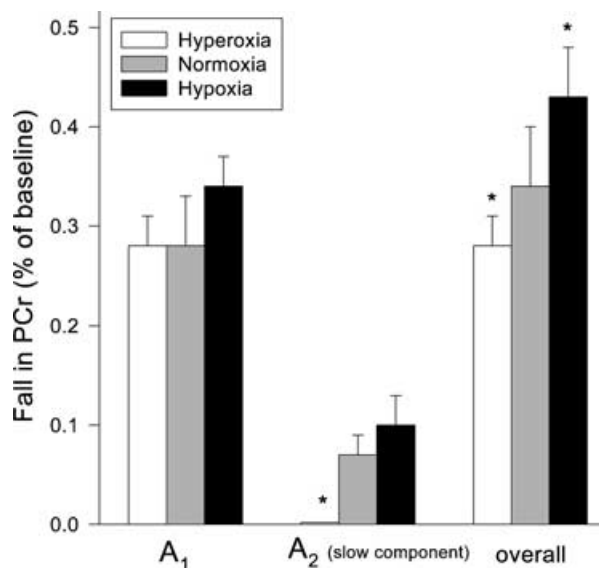 Fall in PCr (% of baseline)
0.5
0.4
0.3
0.2
0.1
0.0
Hyperoxia
Normoxia
Hypoxia
*
*
*
A1
A2 (slow component)
overall